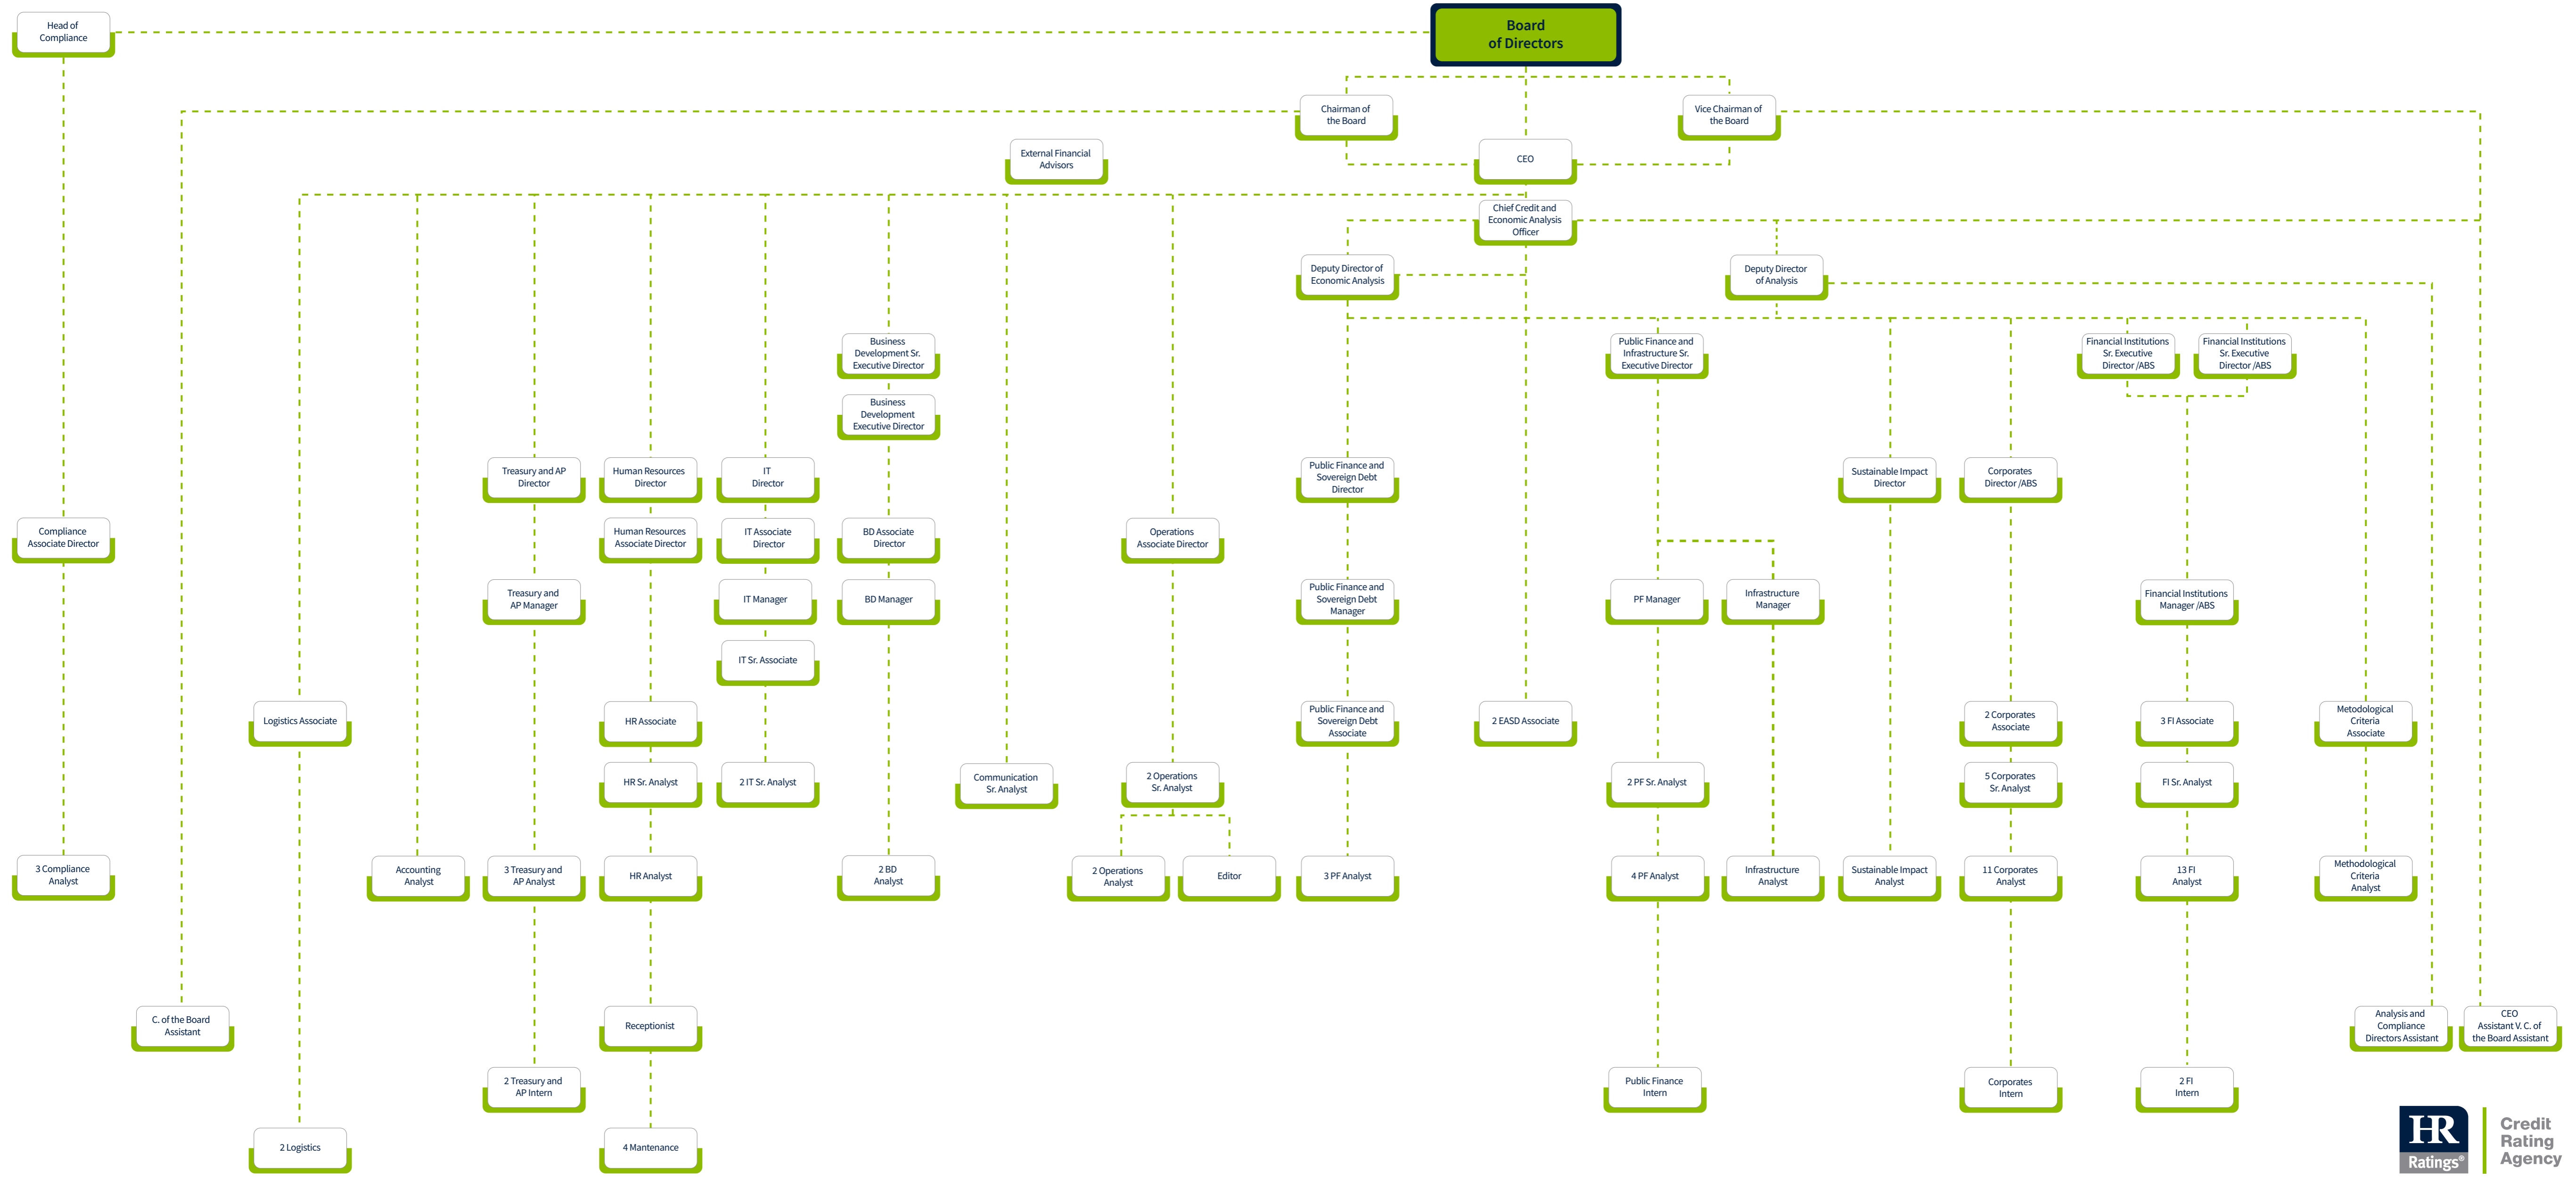 Head of
Compliance
Board
of Directors
Chairman of
the Board
Vice Chairman of
the Board
External Financial
Advisors
CEO
Chief Credit and
Economic Analysis
Officer
Deputy Director of
Economic Analysis
Deputy Director
of Analysis
Business
Development Sr.
Executive Director
Public Finance and
Infrastructure Sr.
Executive Director
Financial Institutions
Sr. Executive
Director /ABS
Financial Institutions
Sr. Executive
Director /ABS
Business
Development
Executive Director
Treasury and AP
Director
Human Resources
Director
IT
Director
Public Finance and
Sovereign Debt
Director
Sustainable Impact
Director
Corporates
Director /ABS
Compliance
Associate Director
Human Resources
Associate Director
IT Associate
Director
BD Associate
Director
Operations
Associate Director
Treasury and
AP Manager
IT Manager
BD Manager
Public Finance and
Sovereign Debt
Manager
PF Manager
Infrastructure
Manager
Financial Institutions
Manager /ABS
IT Sr. Associate
Logistics Associate
HR Associate
Public Finance and
Sovereign Debt
Associate
2 EASD Associate
2 Corporates
Associate
3 FI Associate
Metodological
Criteria
Associate
HR Sr. Analyst
2 IT Sr. Analyst
Communication
Sr. Analyst
2 Operations
Sr. Analyst
2 PF Sr. Analyst
5 Corporates
Sr. Analyst
FI Sr. Analyst
3 Compliance
Analyst
Accounting
Analyst
3 Treasury and
AP Analyst
HR Analyst
2 BD
Analyst
2 Operations
Analyst
Editor
3 PF Analyst
4 PF Analyst
Infrastructure
Analyst
Sustainable Impact
Analyst
11 Corporates
Analyst
13 FI
Analyst
Methodological
Criteria
Analyst
C. of the Board
Assistant
Receptionist
Analysis and
Compliance
Directors Assistant
CEO
Assistant V. C. of
the Board Assistant
2 Treasury and
AP Intern
Public Finance
Intern
Corporates
Intern
2 FI
Intern
2 Logistics
4 Mantenance
HR
Ratings®
Credit
Rating
Agency